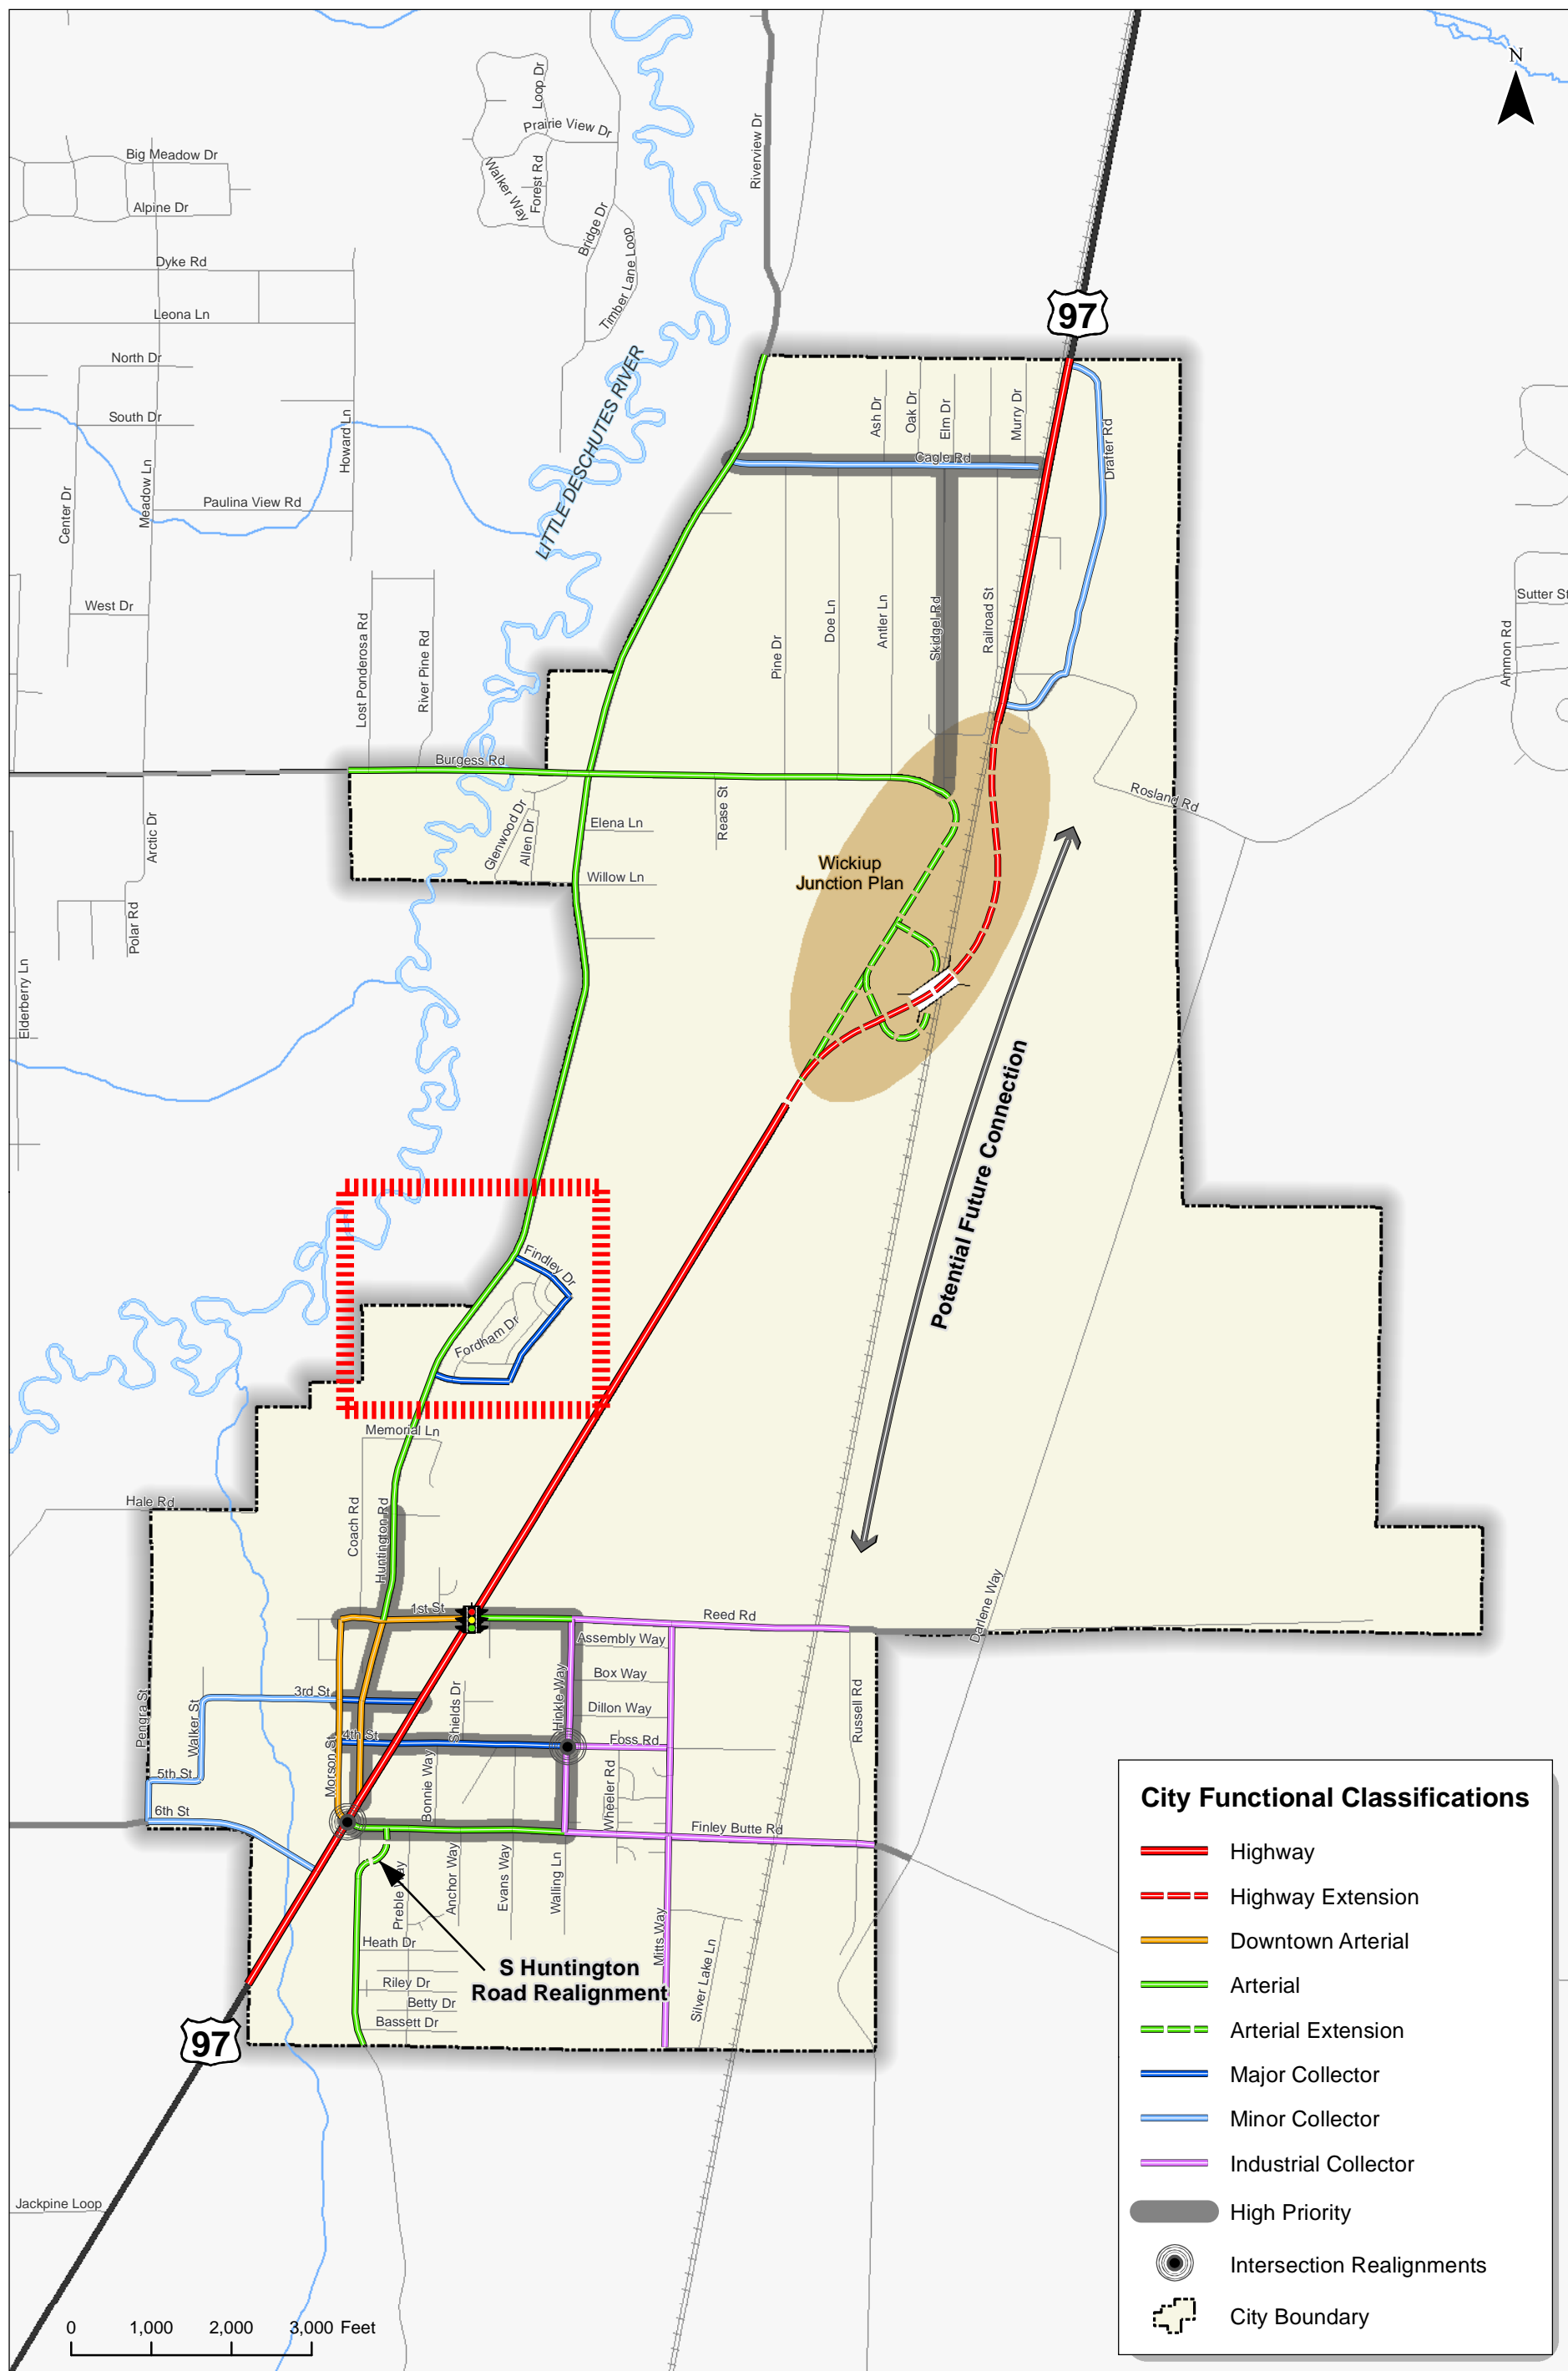 N
Loop Dr
Prairie View Dr
Riverview Dr
Big Meadow Dr
Walker Way
Forest Rd
Alpine Dr
Bridge Dr
Timber Lane Loop
Dyke Rd
97
Leona Ln
North Dr
LITTLE DESCHUTES RIVER
South Dr
Howard Ln
Ash Dr
Oak Dr
Elm Dr
Murry Dr
Drafter Rd
Cagle Rd
Center Dr
Meadow Ln
Paulina View Rd
West Dr
Lost Ponderosa Rd
River Pine Rd
Pine Dr
Doe Ln
Antler Ln
Skidgel Rd
Railroad St
Sutter St
Ammon Rd
Burgess Rd
Rosland Rd
Arctic Dr
Glenwood Dr
Allen Dr
Elena Ln
Rease St
Wickiup
Junction Plan
Willow Ln
Polar Rd
Elderberry Ln
Potential Future Connection
Findley Dr
Fordham Dr
Memorial Ln
Hale Rd
Coach Rd
Huntington Rd
1st St
Reed Rd
Darlene Way
Assembly Way
Box Way
Dillon Way
Hinkle Way
Foss Rd
Russell Rd
Pengra St
Walker St
3rd St
4th St
Shields Dr
Morson St
Bonnie Way
Wheeler Rd
5th St
6th St
Finley Butte Rd
Preble Way
Anchor Way
Evans Way
Walling Ln
Mitts Way
Silver Lake Ln
Heath Dr
S Huntington
Road Realignment
Riley Dr
Betty Dr
Bassett Dr
97
Jackpine Loop
0 1,000 2,000 3,000 Feet
City Functional Classifications
Highway
Highway Extension
Downtown Arterial
Arterial
Arterial Extension
Major Collector
Minor Collector
Industrial Collector
High Priority
Intersection Realignments
City Boundary